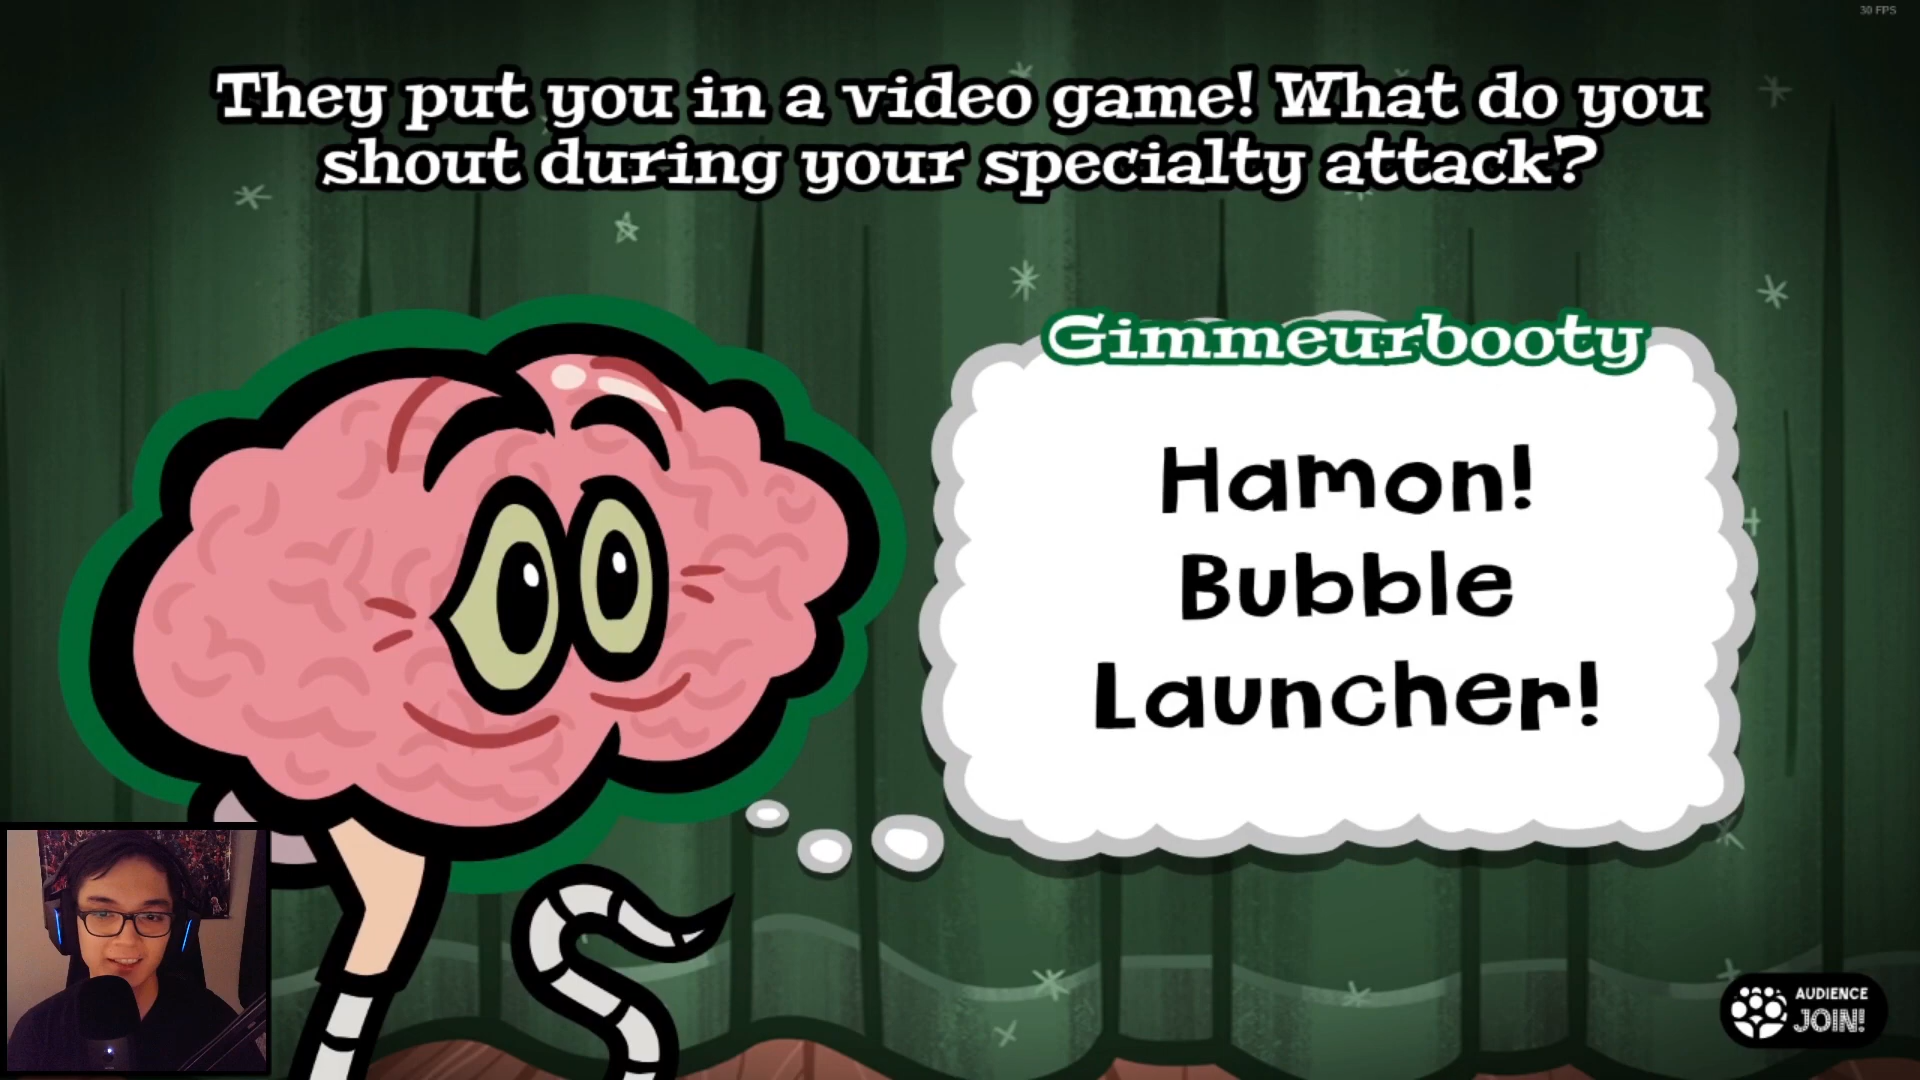 30 FPS
They put you in a video game! What do you
shout during your specialty attack?
Gimmeurbooty
Hamon!
Bubble
Launcher!
AUDIENCE
JOIN!